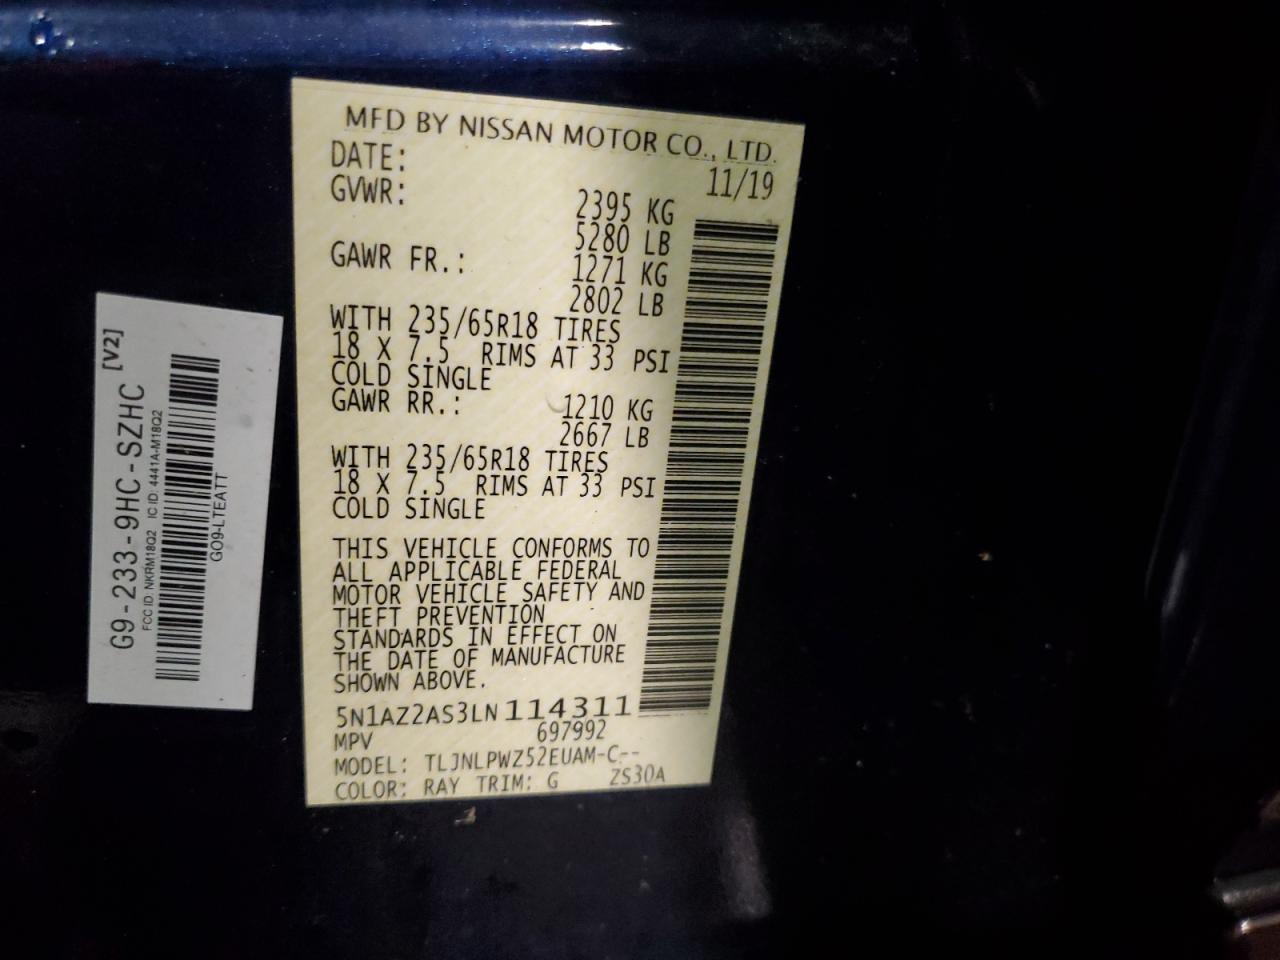 MFD BY NISSAN MOTOR CO., LTD.
DATE: 11/19
GVWR: 2395 KG
5280 LB
GAWR FR.: 1271 KG
2802 LB
WITH 235/65R18 TIRES
18 X 7.5 RIMS AT 33 PSI
COLD SINGLE
GAWR RR.: 1210 KG
2667 LB
WITH 235/65R18 TIRES
18 X 7.5 RIMS AT 33 PSI
COLD SINGLE
THIS VEHICLE CONFORMS TO
ALL APPLICABLE FEDERAL
MOTOR VEHICLE SAFETY AND
THEFT PREVENTION
STANDARDS IN EFFECT ON
THE DATE OF MANUFACTURE
SHOWN ABOVE.
5N1AZ2AS3LN114311
MPV 697992
MODEL: TLJNLPWZ52EUAM-C--
COLOR: RAY TRIM: G ZS30A
G9-233-9HC-SZHC [V2]
FCC ID: NKRM18Q2 IC ID: 4441A-M18Q2
GO9-LTEATT